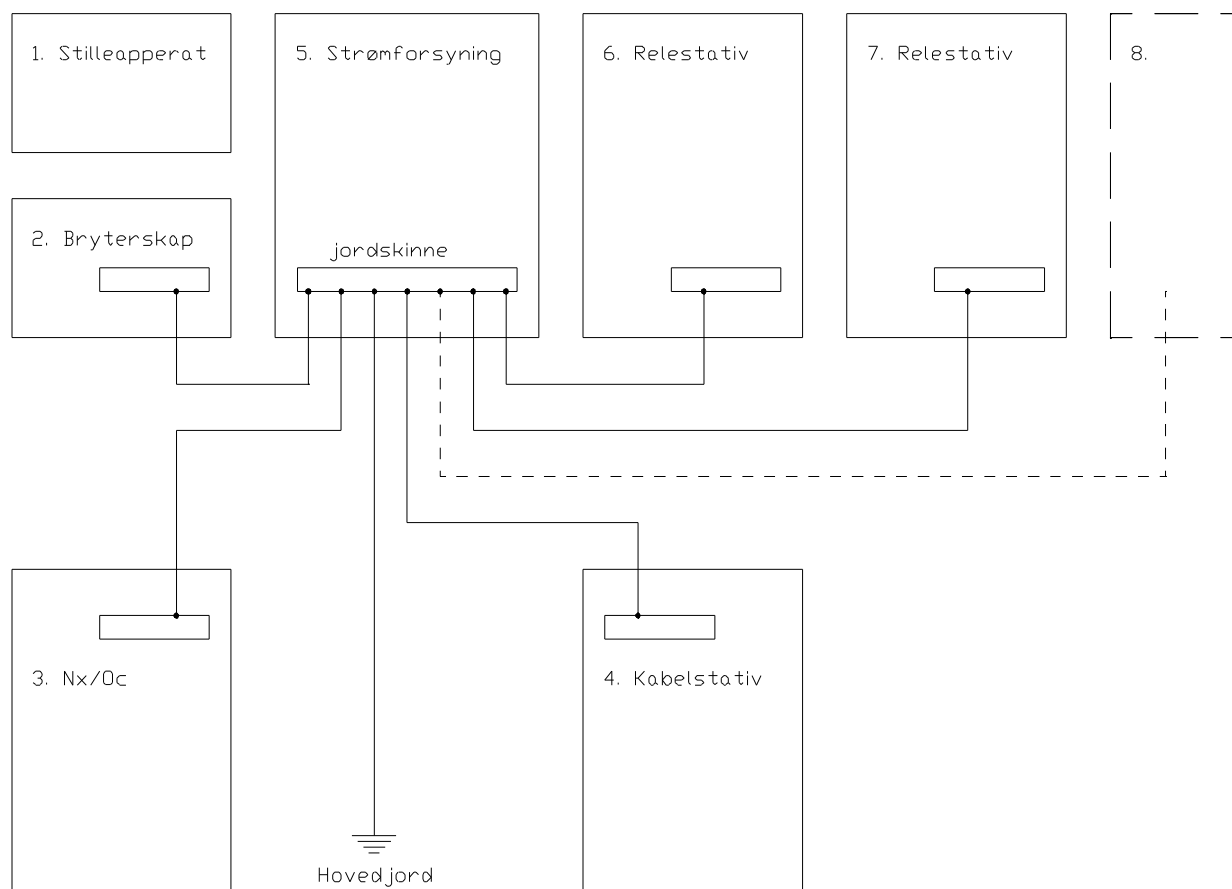 1. Stilleapperat
5. Strømforsyning
6. Relestativ
7. Relestativ
8.
2. Bryterskap
jordskinne
3. Nx/Oc
4. Kabelstativ
Hovedjord